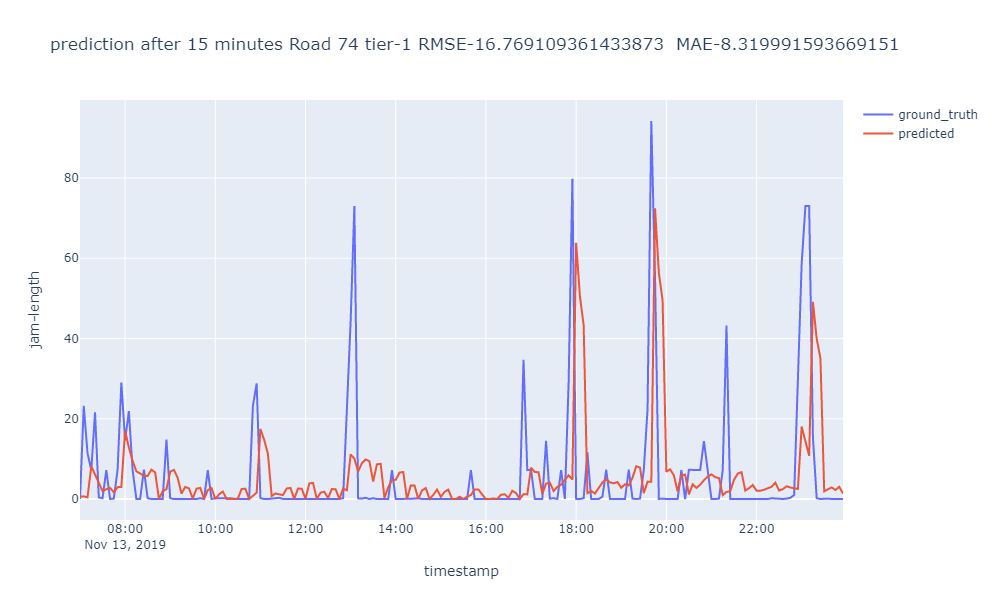 prediction after 15 minutes Road 74 tier-1 RMSE-16.769109361433873  MAE-8.319991593669151
ground_truth
predicted
jam-length
80
60
40
20
0
08:00 10:00 12:00 14:00 16:00 18:00 20:00 22:00
Nov 13, 2019
timestamp